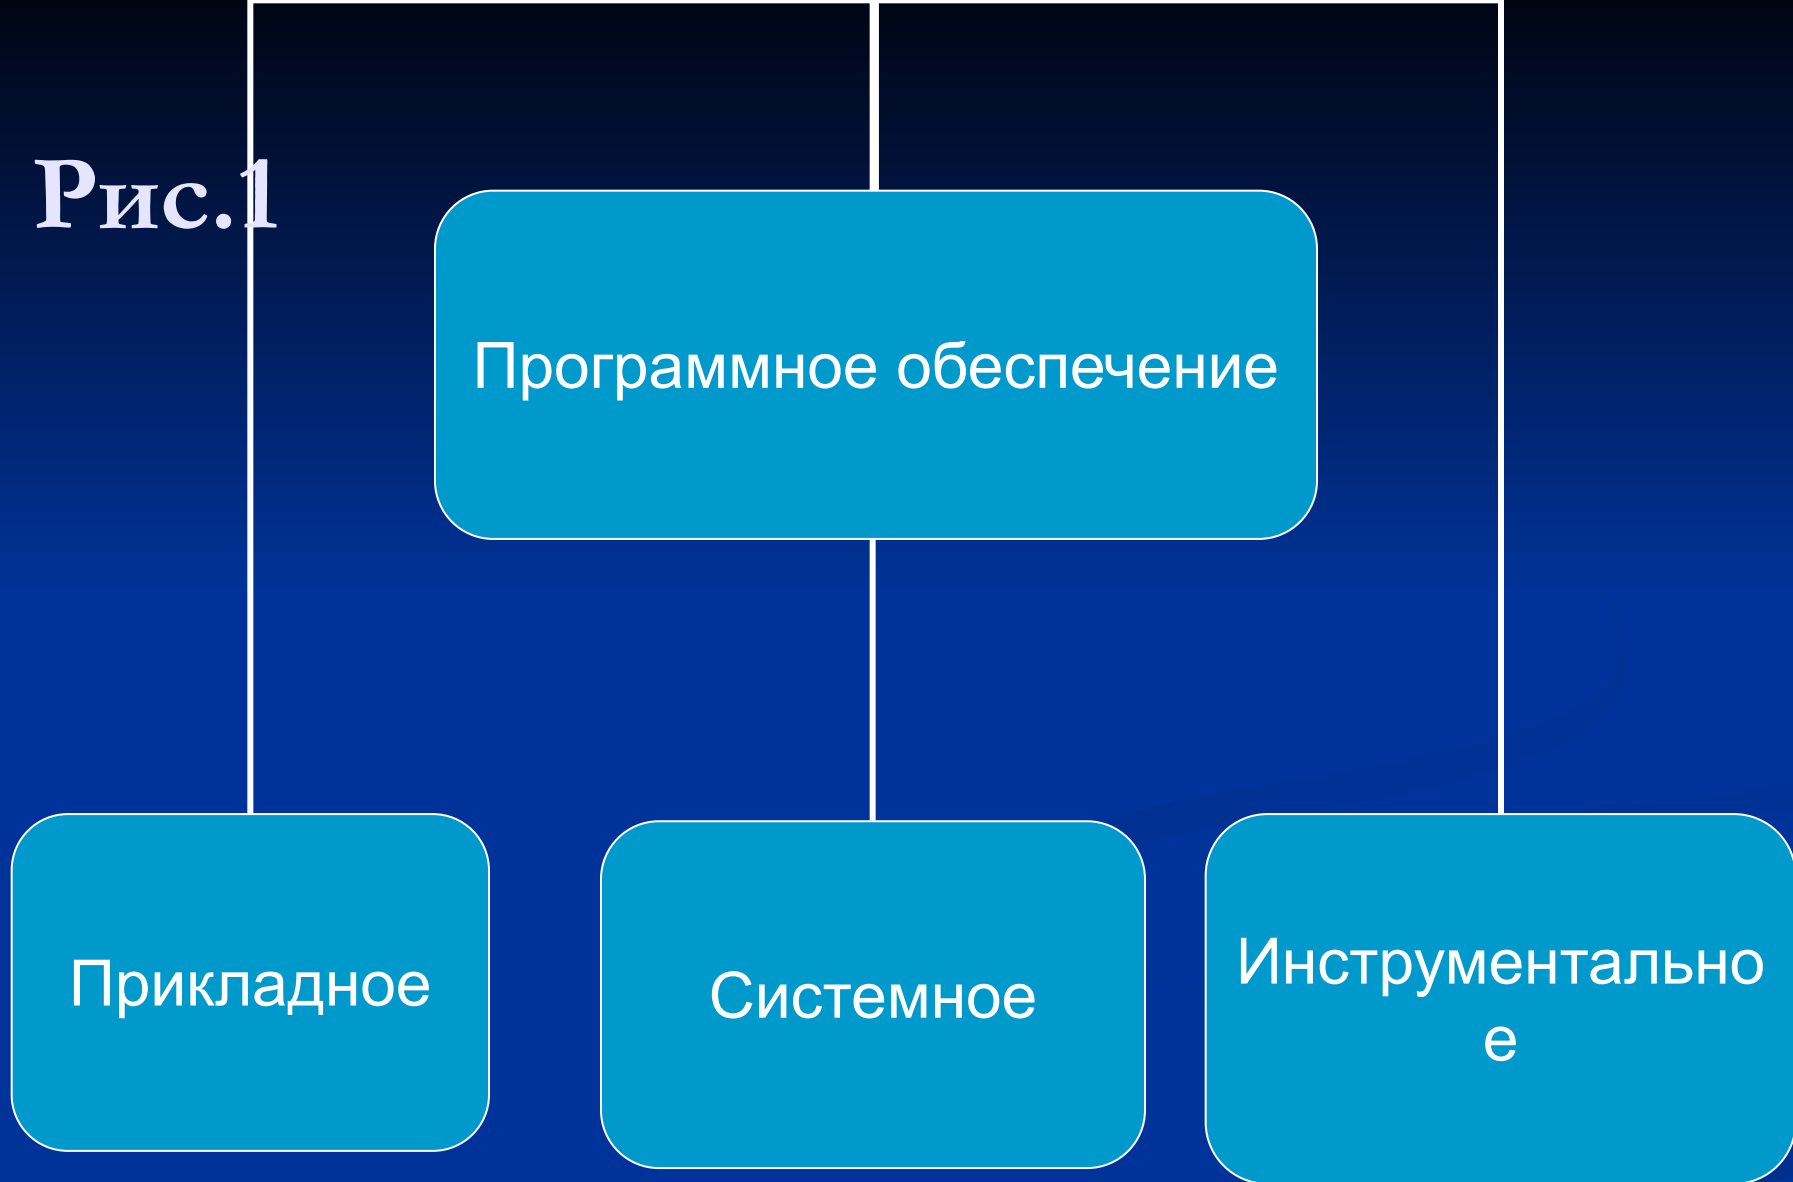 Рис.1
Программное обеспечение
Прикладное
Системное
Инструментально
е